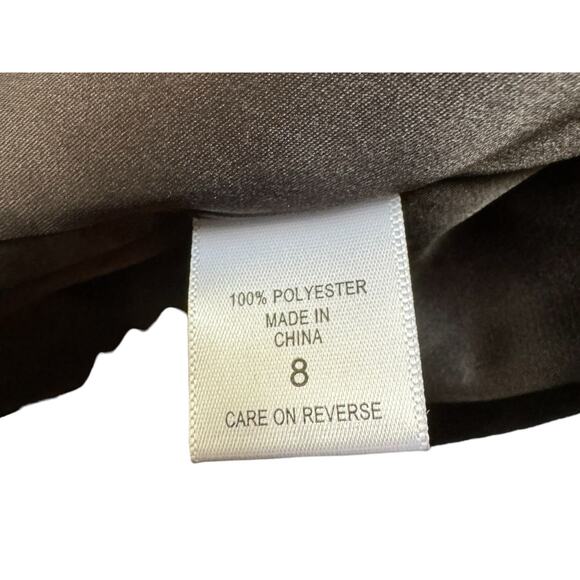 100% POLYESTER
MADE IN
CHINA
8
CARE ON REVERSE